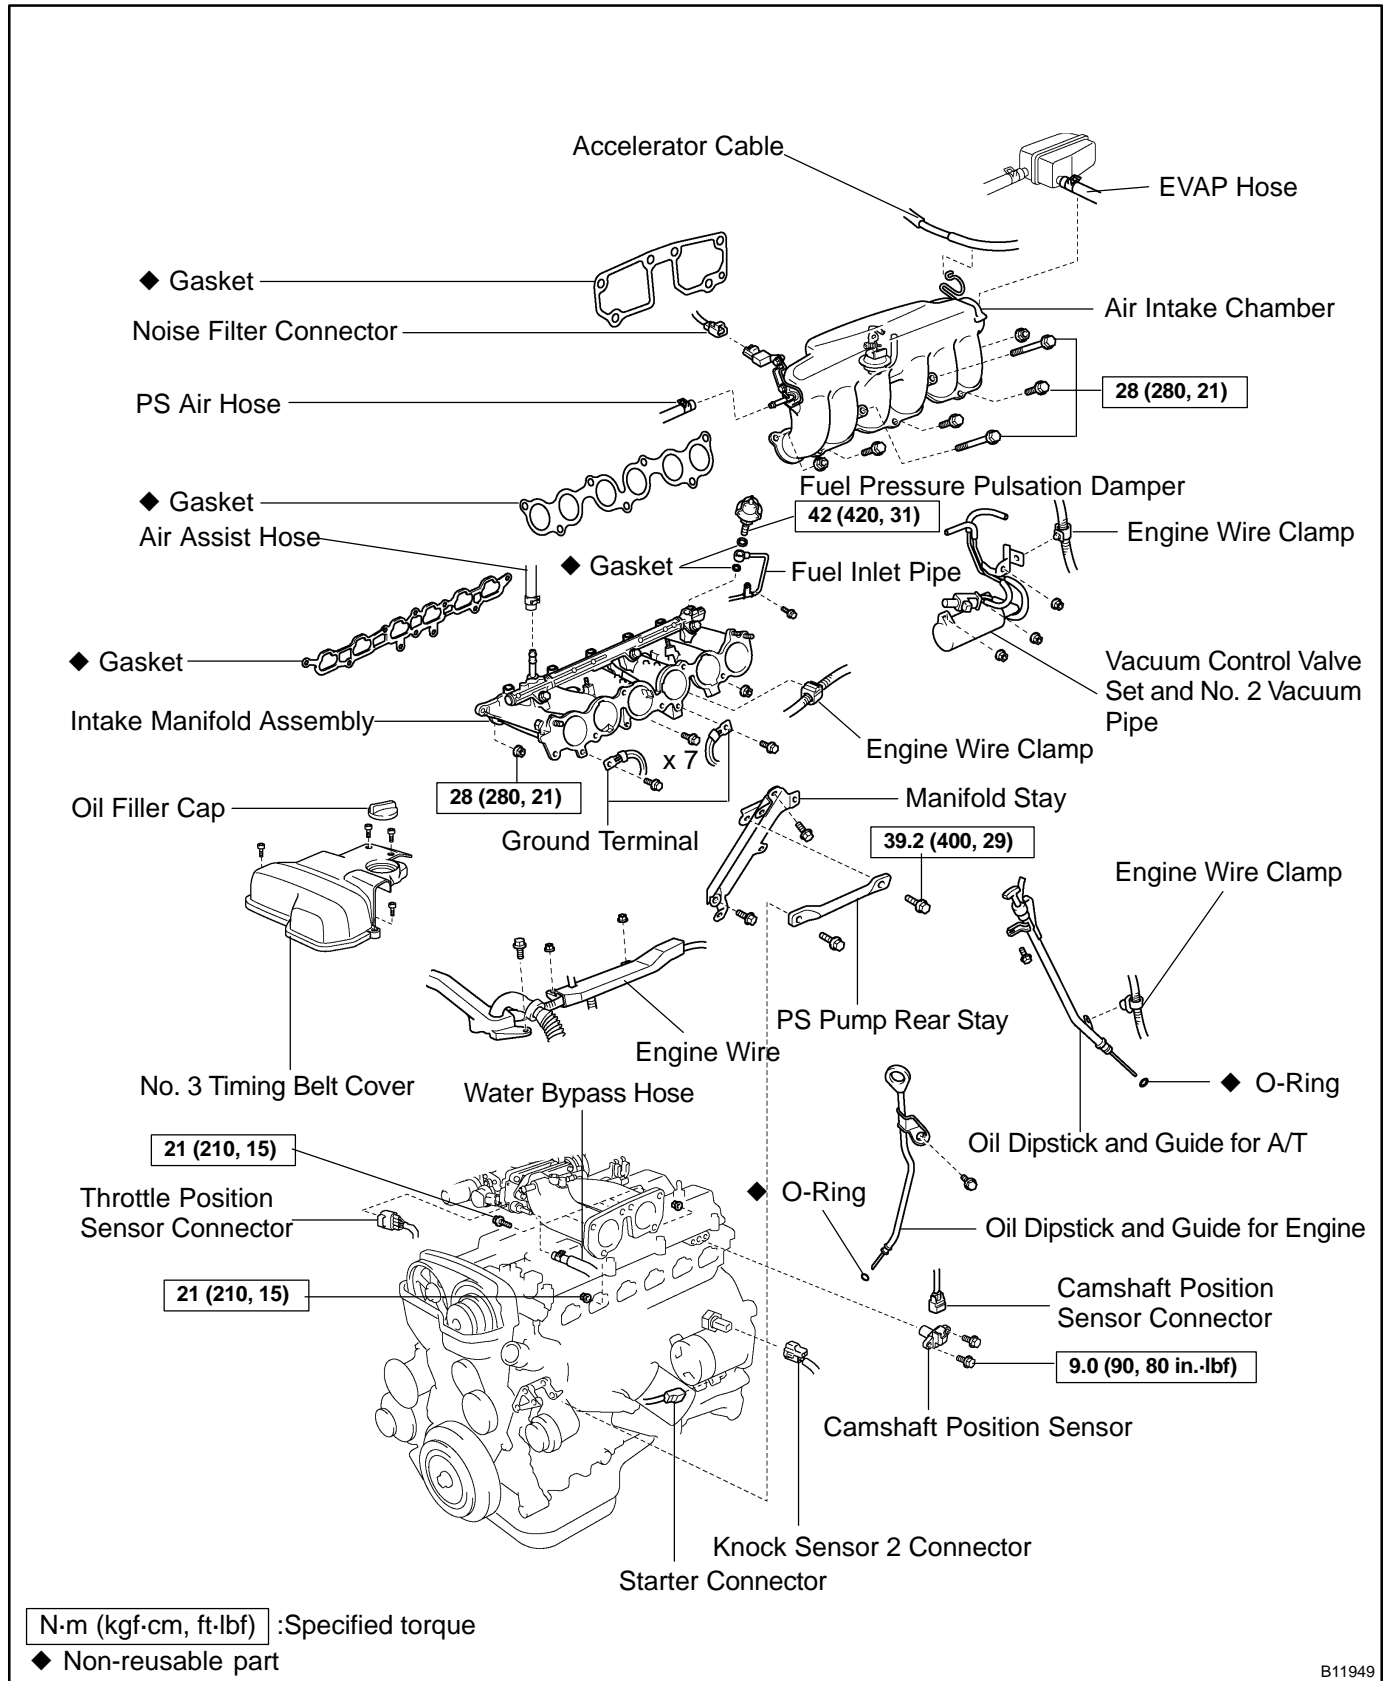 Accelerator Cable
EVAP Hose
◆ Gasket
Air Intake Chamber
Noise Filter Connector
28 (280, 21)
PS Air Hose
Fuel Pressure Pulsation Damper
◆ Gasket
42 (420, 31)
Engine Wire Clamp
Air Assist Hose
◆ Gasket
Fuel Inlet Pipe
◆ Gasket
Vacuum Control Valve
Set and No. 2 Vacuum
Pipe
Intake Manifold Assembly
Engine Wire Clamp
x 7
28 (280, 21)
Manifold Stay
Oil Filler Cap
Ground Terminal
39.2 (400, 29)
Engine Wire Clamp
PS Pump Rear Stay
Engine Wire
No. 3 Timing Belt Cover
Water Bypass Hose
◆ O-Ring
Oil Dipstick and Guide for A/T
21 (210, 15)
◆ O-Ring
Throttle Position
Sensor Connector
Oil Dipstick and Guide for Engine
21 (210, 15)
Camshaft Position
Sensor Connector
9.0 (90, 80 in.·lbf)
Camshaft Position Sensor
Knock Sensor 2 Connector
Starter Connector
N·m (kgf·cm, ft·lbf) :Specified torque
◆ Non-reusable part
B11949